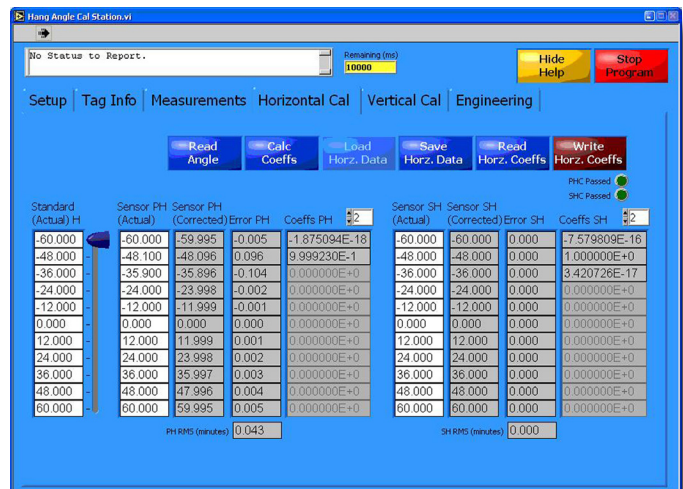 Hang Angle Cal Station.vi
No Status to Report.
Remaining (ms)
10000
Hide Help
Stop Program
Setup Tag Info Measurements Horizontal Cal Vertical Cal Engineering
Read Angle
Calc Coeffs
Load Horz. Data
Save Horz. Data
Read Horz. Coeffs
Write Horz. Coeffs
PHC Passed
SHC Passed
Standard (Actual) H
Sensor PH (Actual)
Sensor PH (Corrected)
Error PH
Coeffs PH
2
Sensor SH (Actual)
Sensor SH (Corrected)
Error SH
Coeffs SH
2
-60.000 -60.000 -59.995 -0.005 -1.875094E-18 -60.000 -60.000 0.000 -7.579809E-16
-48.000 -48.100 -48.096 0.096 9.999230E-1 -48.000 -48.000 0.000 1.000000E+0
-36.000 -35.900 -35.896 -0.104 0.000000E+0 -36.000 -36.000 0.000 3.420726E-17
-24.000 -24.000 -23.998 -0.002 0.000000E+0 -24.000 -24.000 0.000 0.000000E+0
-12.000 -12.000 -11.999 -0.001 0.000000E+0 -12.000 -12.000 0.000 0.000000E+0
0.000 0.000 0.000 0.000 0.000000E+0 0.000 0.000 0.000 0.000000E+0
12.000 12.000 11.999 0.001 0.000000E+0 12.000 12.000 0.000 0.000000E+0
24.000 24.000 23.998 0.002 0.000000E+0 24.000 24.000 0.000 0.000000E+0
36.000 36.000 35.997 0.003 0.000000E+0 36.000 36.000 0.000 0.000000E+0
48.000 48.000 47.996 0.004 0.000000E+0 48.000 48.000 0.000 0.000000E+0
60.000 60.000 59.995 0.005 0.000000E+0 60.000 60.000 0.000 0.000000E+0
PH RMS (minutes) 0.043
SH RMS (minutes) 0.000